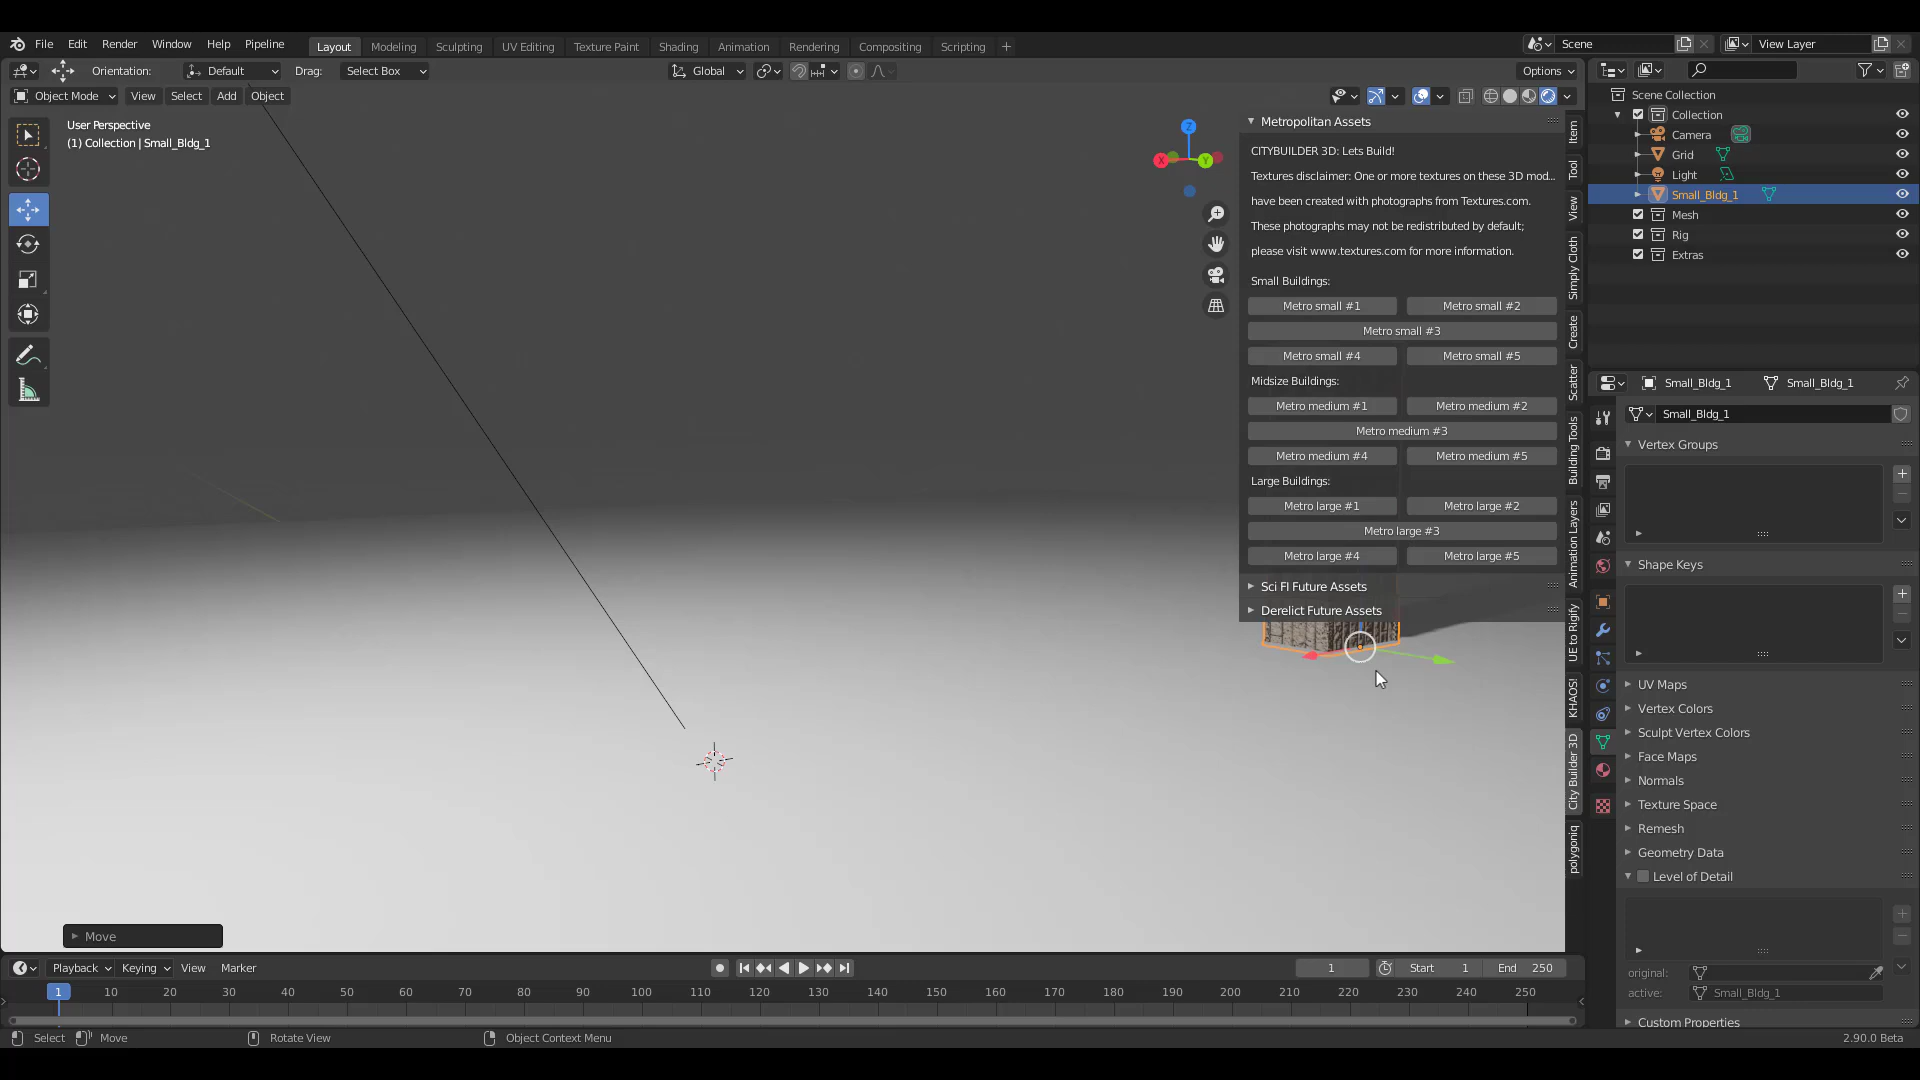 File Edit Render Window Help Pipeline Layout Modeling Sculpting UV Editing Texture Paint Shading Animation Rendering Compositing Scripting + Scene View Layer
Orientation: Default Drag: Select Box Global Options
Object Mode View Select Add Object
User Perspective
(1) Collection | Small_Bldg_1
Z
X
Y
Metropolitan Assets
CITYBUILDER 3D: Lets Build!
Textures disclaimer: One or more textures on these 3D mod...
have been created with photographs from Textures.com.
These photographs may not be redistributed by default;
please visit www.textures.com for more information.
Small Buildings:
Metro small #1 Metro small #2
Metro small #3
Metro small #4 Metro small #5
Midsize Buildings:
Metro medium #1 Metro medium #2
Metro medium #3
Metro medium #4 Metro medium #5
Large Buildings:
Metro large #1 Metro large #2
Metro large #3
Metro large #4 Metro large #5
Sci FI Future Assets
Derelict Future Assets
Item
Tool
View
Simply Cloth
Create
Scatter
Building Tools
Animation Layers
UE to Rigify
KHAOS!
City Builder 3D
polygoniq
Scene Collection
Collection
Camera
Grid
Light
Small_Bldg_1
Mesh
Rig
Extras
Small_Bldg_1 Small_Bldg_1
Small_Bldg_1
Vertex Groups
Shape Keys
UV Maps
Vertex Colors
Sculpt Vertex Colors
Face Maps
Normals
Texture Space
Remesh
Geometry Data
Level of Detail
original:
active: Small_Bldg_1
Custom Properties
Move
Playback Keying View Marker 1 Start 1 End 250
1 10 20 30 40 50 60 70 80 90 100 110 120 130 140 150 160 170 180 190 200 210 220 230 240 250
Select Move Rotate View Object Context Menu 2.90.0 Beta